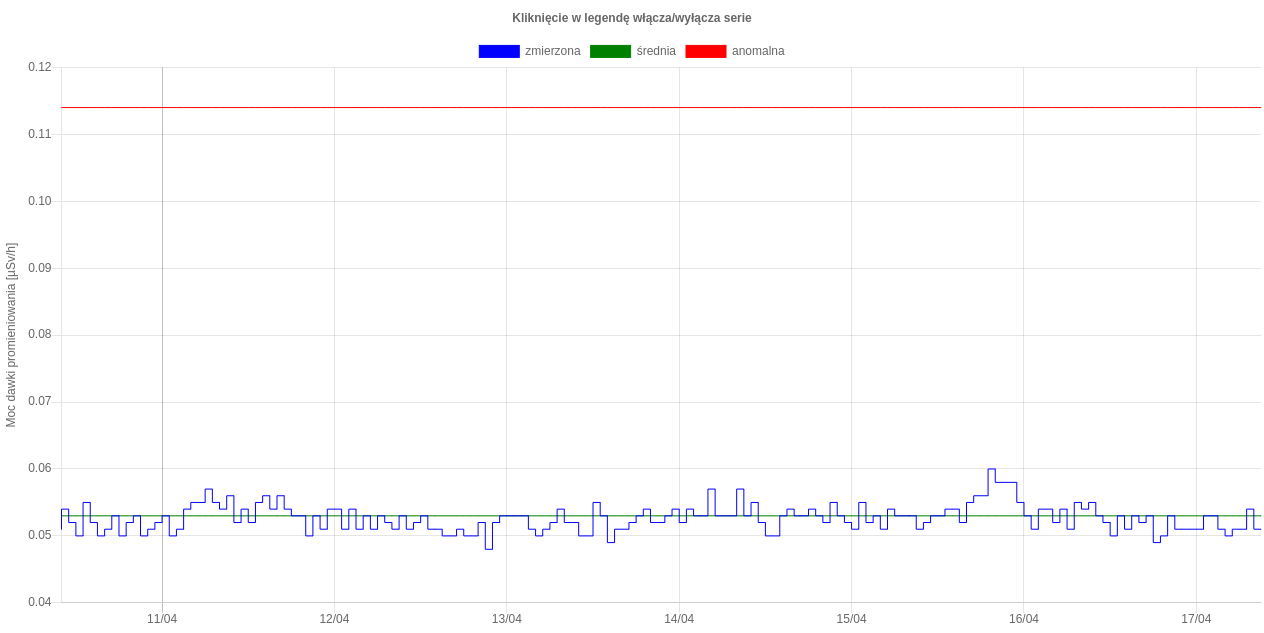 Kliknięcie w legendę włącza/wyłącza serie
zmierzona średnia anomalna
Moc dawki promieniowania [µSv/h]
0.12
0.11
0.10
0.09
0.08
0.07
0.06
0.05
0.04
11/04 12/04 13/04 14/04 15/04 16/04 17/04